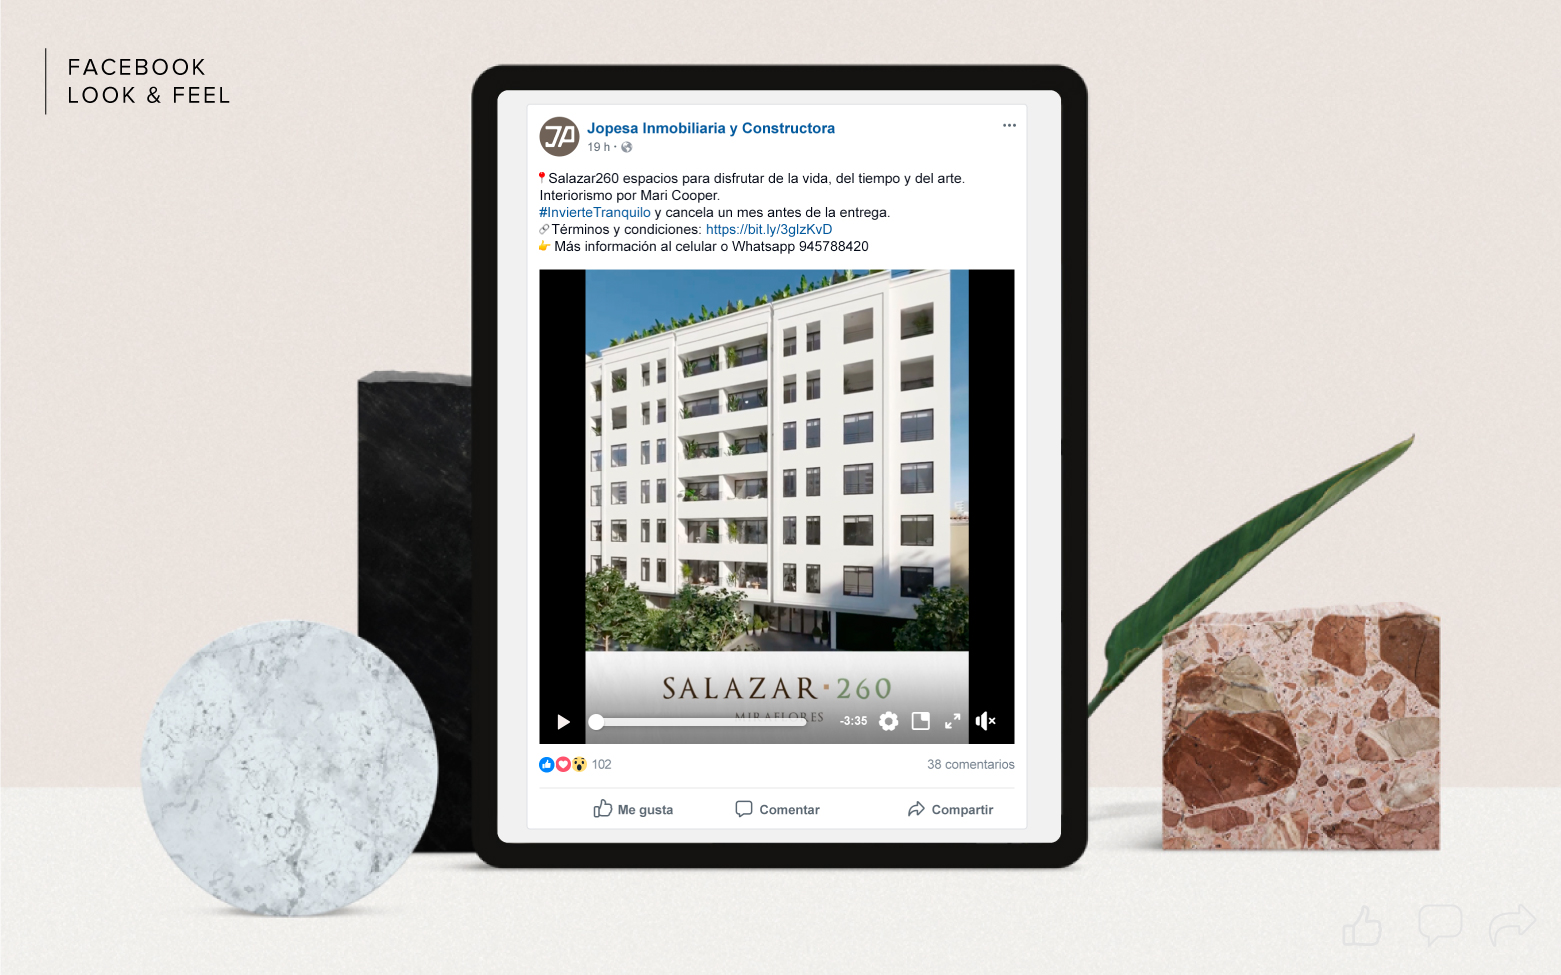 FACEBOOK
LOOK & FEEL
JP
Jopesa Inmobiliaria y Constructora
19 h ·
Salazar260 espacios para disfrutar de la vida, del tiempo y del arte.
Interiorismo por Mari Cooper.
#InvierteTranquilo y cancela un mes antes de la entrega.
Términos y condiciones: https://bit.ly/3glzKvD
Más información al celular o Whatsapp 945788420
SALAZAR·260
MIRAFLORES
-3:35
102
38 comentarios
Me gusta
Comentar
Compartir